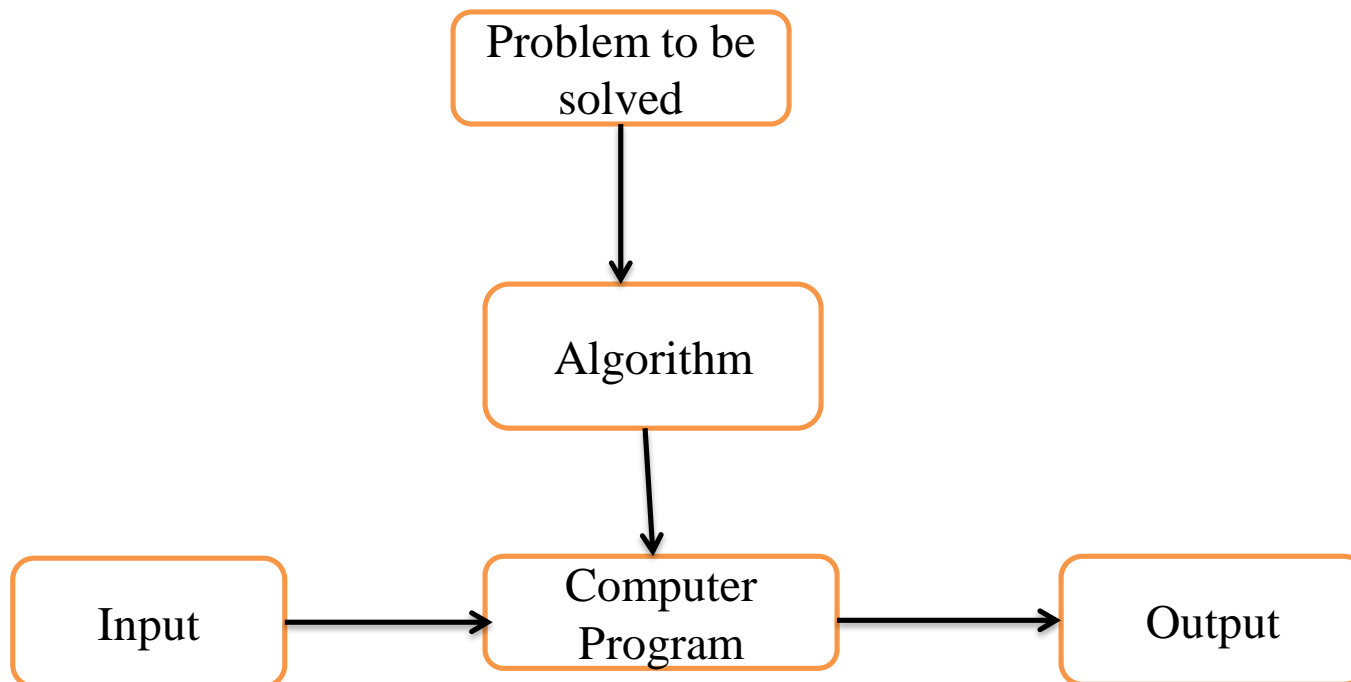 Problem to be
solved
Algorithm
Input
Computer
Program
Output